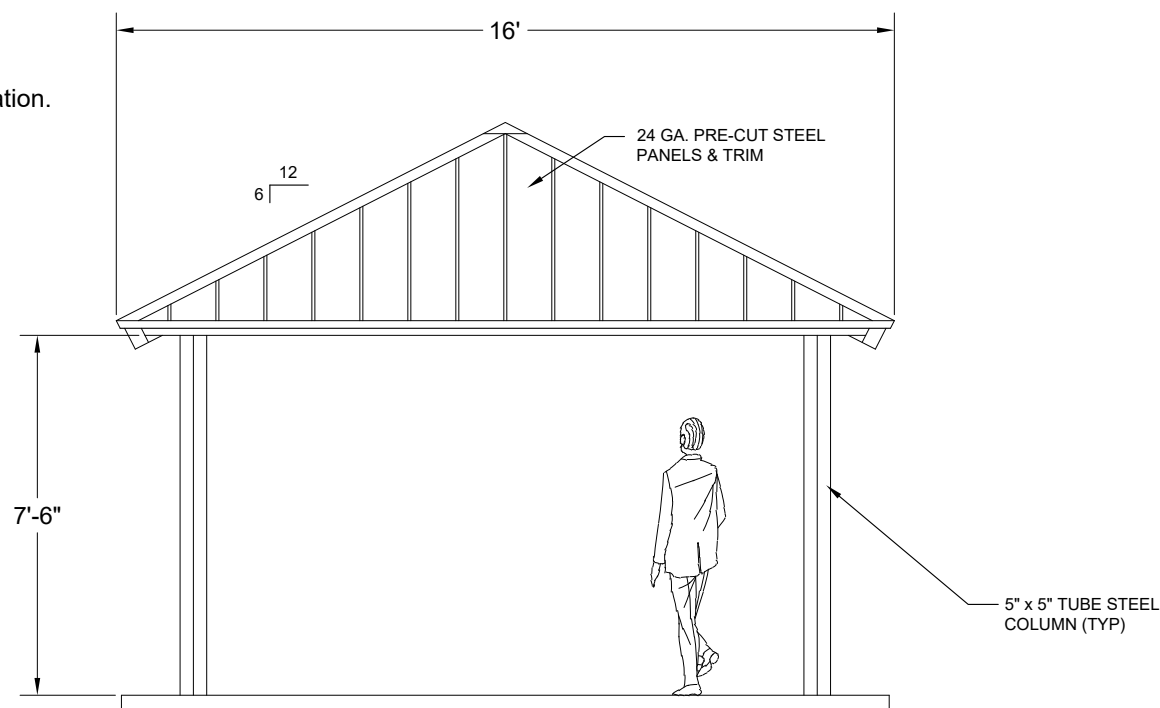 16'
ation.
24 GA. PRE-CUT STEEL
PANELS & TRIM
12
6
7'-6"
5" x 5" TUBE STEEL
COLUMN (TYP)